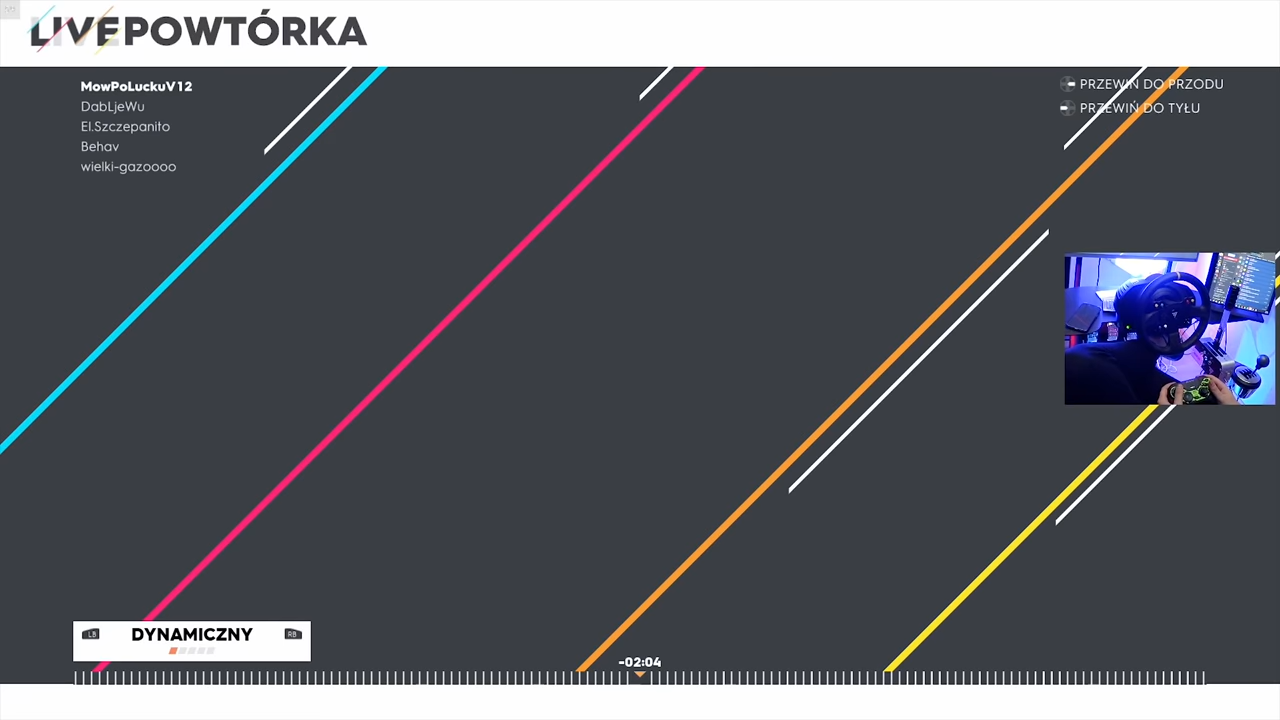 LIVEPOWTÓRKA
MowPoLuckuV12
DabLjeWu
El.Szczepanito
Behav
wielki-gazoooo
PRZEWIŃ DO PRZODU
PRZEWIŃ DO TYŁU
LB DYNAMICZNY RB
-02:04